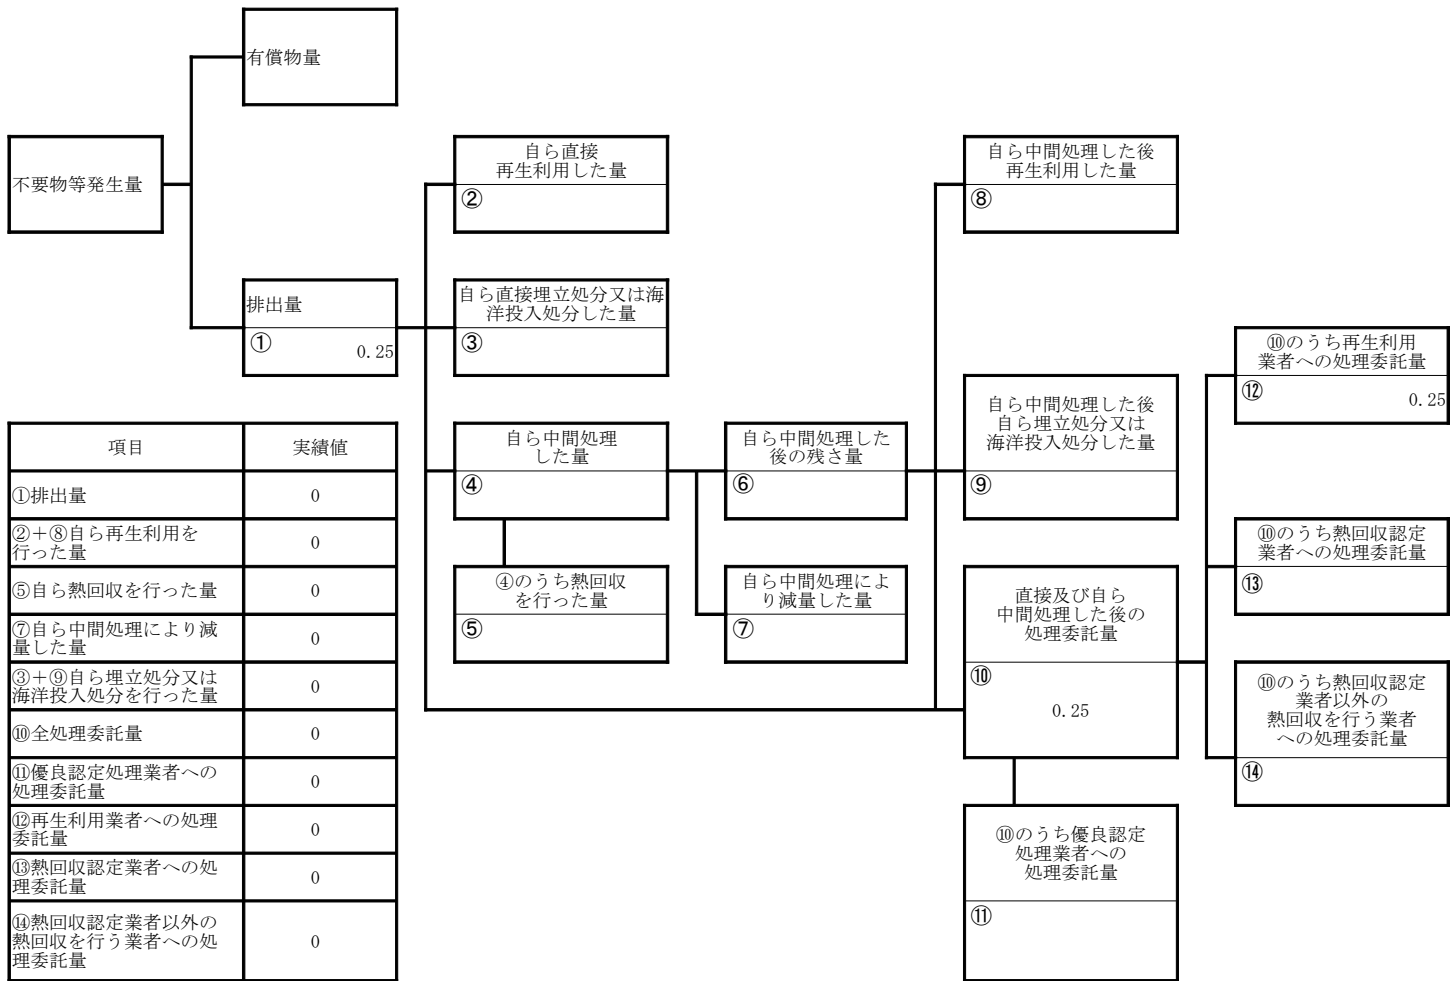 有償物量
不要物等発生量
排出量
①
0.25
自ら直接
再生利用した量
②
自ら直接埋立処分又は海
洋投入処分した量
③
自ら中間処理
した量
④
④のうち熱回収
を行った量
⑤
自ら中間処理した
後の残さ量
⑥
自ら中間処理によ
り減量した量
⑦
自ら中間処理した後
再生利用した量
⑧
自ら中間処理した後
自ら埋立処分又は
海洋投入処分した量
⑨
直接及び自ら
中間処理した後の
処理委託量
⑩
0.25
⑩のうち優良認定
処理業者への
処理委託量
⑪
⑩のうち再生利用
業者への処理委託量
⑫
0.25
⑩のうち熱回収認定
業者への処理委託量
⑬
⑩のうち熱回収認定
業者以外の
熱回収を行う業者
への処理委託量
⑭
項目 実績値
①排出量 0
②＋⑧自ら再生利用を
行った量 0
⑤自ら熱回収を行った量 0
⑦自ら中間処理により減
量した量 0
③＋⑨自ら埋立処分又は
海洋投入処分を行った量 0
⑩全処理委託量 0
⑪優良認定処理業者への
処理委託量 0
⑫再生利用業者への処理
委託量 0
⑬熱回収認定業者への処
理委託量 0
⑭熱回収認定業者以外の
熱回収を行う業者への処
理委託量 0